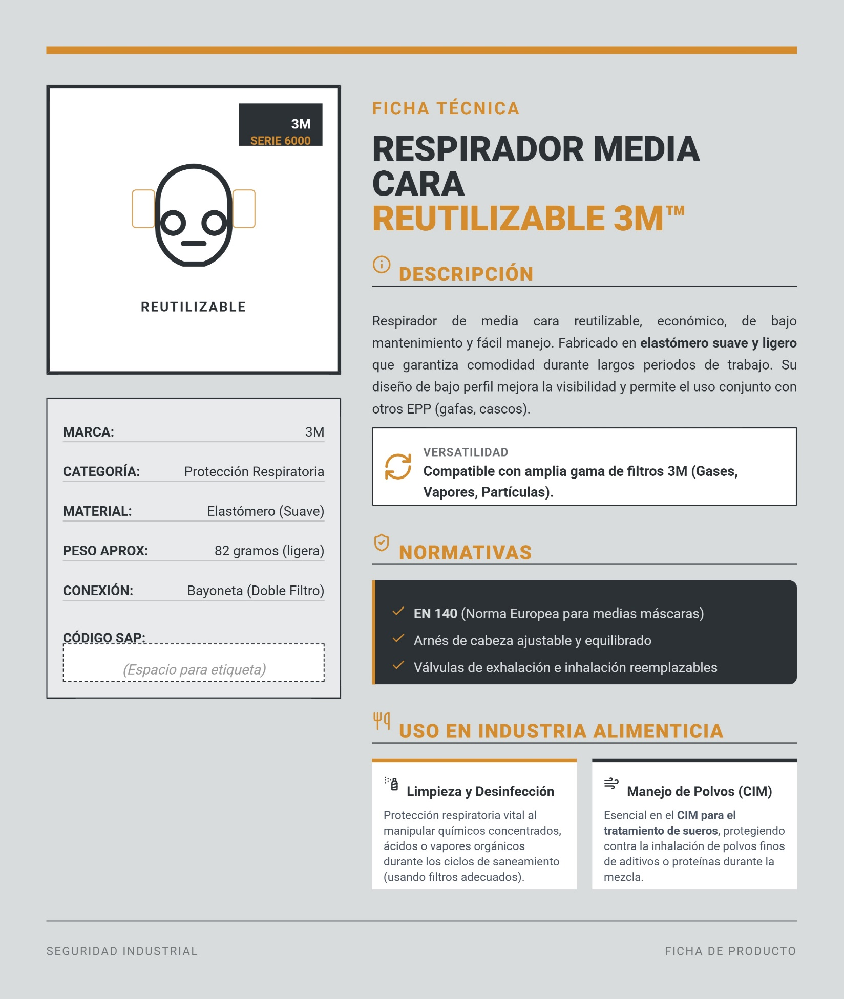 3M
SERIE 6000
REUTILIZABLE
MARCA: 3M
CATEGORÍA: Protección Respiratoria
MATERIAL: Elastómero (Suave)
PESO APROX: 82 gramos (ligera)
CONEXIÓN: Bayoneta (Doble Filtro)
CÓDIGO SAP:
(Espacio para etiqueta)
FICHA TÉCNICA
RESPIRADOR MEDIA
CARA
REUTILIZABLE 3M™
DESCRIPCIÓN
Respirador de media cara reutilizable, económico, de bajo
mantenimiento y fácil manejo. Fabricado en elastómero suave y ligero
que garantiza comodidad durante largos periodos de trabajo. Su
diseño de bajo perfil mejora la visibilidad y permite el uso conjunto con
otros EPP (gafas, cascos).
VERSATILIDAD
Compatible con amplia gama de filtros 3M (Gases,
Vapores, Partículas).
NORMATIVAS
EN 140 (Norma Europea para medias máscaras)
Arnés de cabeza ajustable y equilibrado
Válvulas de exhalación e inhalación reemplazables
USO EN INDUSTRIA ALIMENTICIA
Limpieza y Desinfección
Protección respiratoria vital al
manipular químicos concentrados,
ácidos o vapores orgánicos
durante los ciclos de saneamiento
(usando filtros adecuados).
Manejo de Polvos (CIM)
Esencial en el CIM para el
tratamiento de sueros, protegiendo
contra la inhalación de polvos finos
de aditivos o proteínas durante la
mezcla.
SEGURIDAD INDUSTRIAL
FICHA DE PRODUCTO